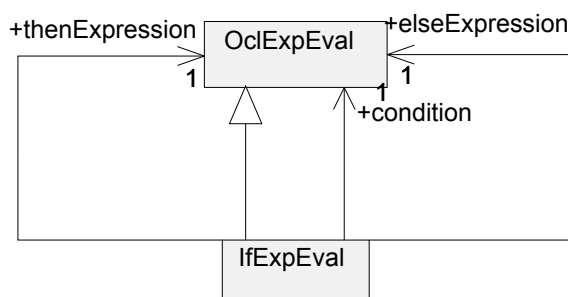 +thenExpression
OclExpEval
+elseExpression
1
1
1
+condition
IfExpEval